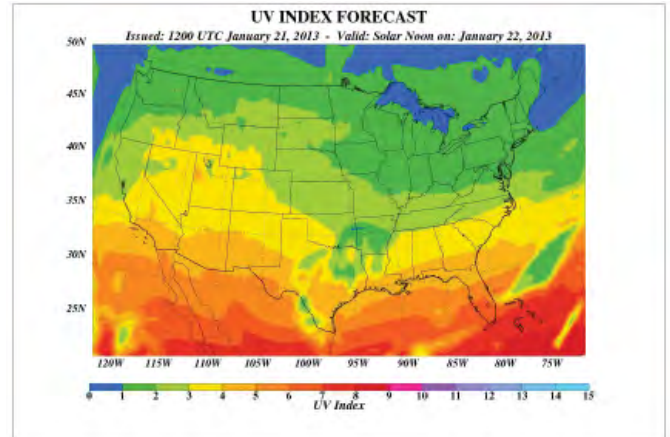 UV INDEX FORECAST
Issued: 1200 UTC January 21, 2013 - Valid: Solar Noon on: January 22, 2013
50N
45N
40N
35N
30N
25N
120W 115W 110W 105W 100W 95W 90W 85W 80W 75W
0 1 2 3 4 5 6 7 8 9 10 11 12 13 14 15
UV Index